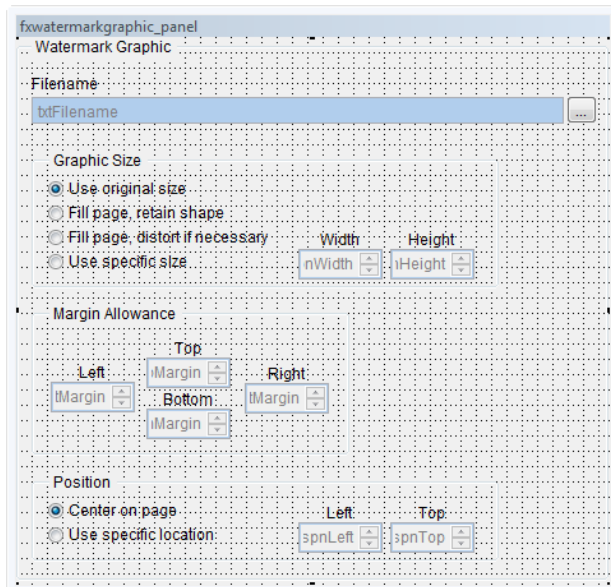 fxwatermarkgraphic_panel
Watermark Graphic
Filename
txtFilename
...
Graphic Size
Use original size
Fill page, retain shape
Fill page, distort if necessary
Width Height
Use specific size
nWidth Height
Margin Allowance
Top
Left Margin Right
tMargin Bottom tMargin
Margin
Position
Center on page Left Top
Use specific location spnLeft spnTop